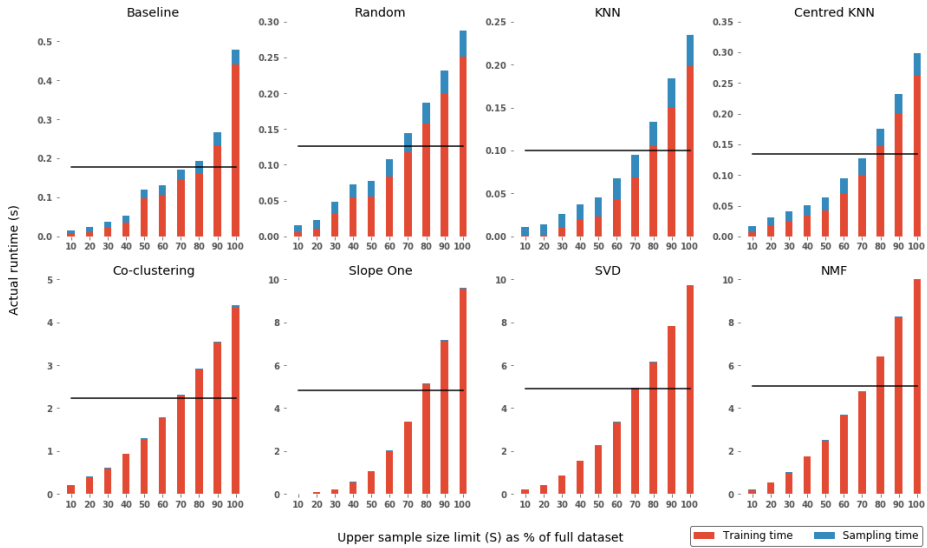 Baseline
Random
KNN
Centred KNN
0.5
0.4
0.3
0.2
0.1
0.0
10 20 30 40 50 60 70 80 90 100
0.30
0.25
0.20
0.15
0.10
0.05
0.00
10 20 30 40 50 60 70 80 90 100
0.25
0.20
0.15
0.10
0.05
0.00
10 20 30 40 50 60 70 80 90 100
0.35
0.30
0.25
0.20
0.15
0.10
0.05
0.00
10 20 30 40 50 60 70 80 90 100
Actual runtime (s)
Co-clustering
Slope One
SVD
NMF
5
4
3
2
1
0
10 20 30 40 50 60 70 80 90 100
10
8
6
4
2
0
10 20 30 40 50 60 70 80 90 100
10
8
6
4
2
0
10 20 30 40 50 60 70 80 90 100
10
8
6
4
2
0
10 20 30 40 50 60 70 80 90 100
Upper sample size limit (S) as % of full dataset
Training time
Sampling time